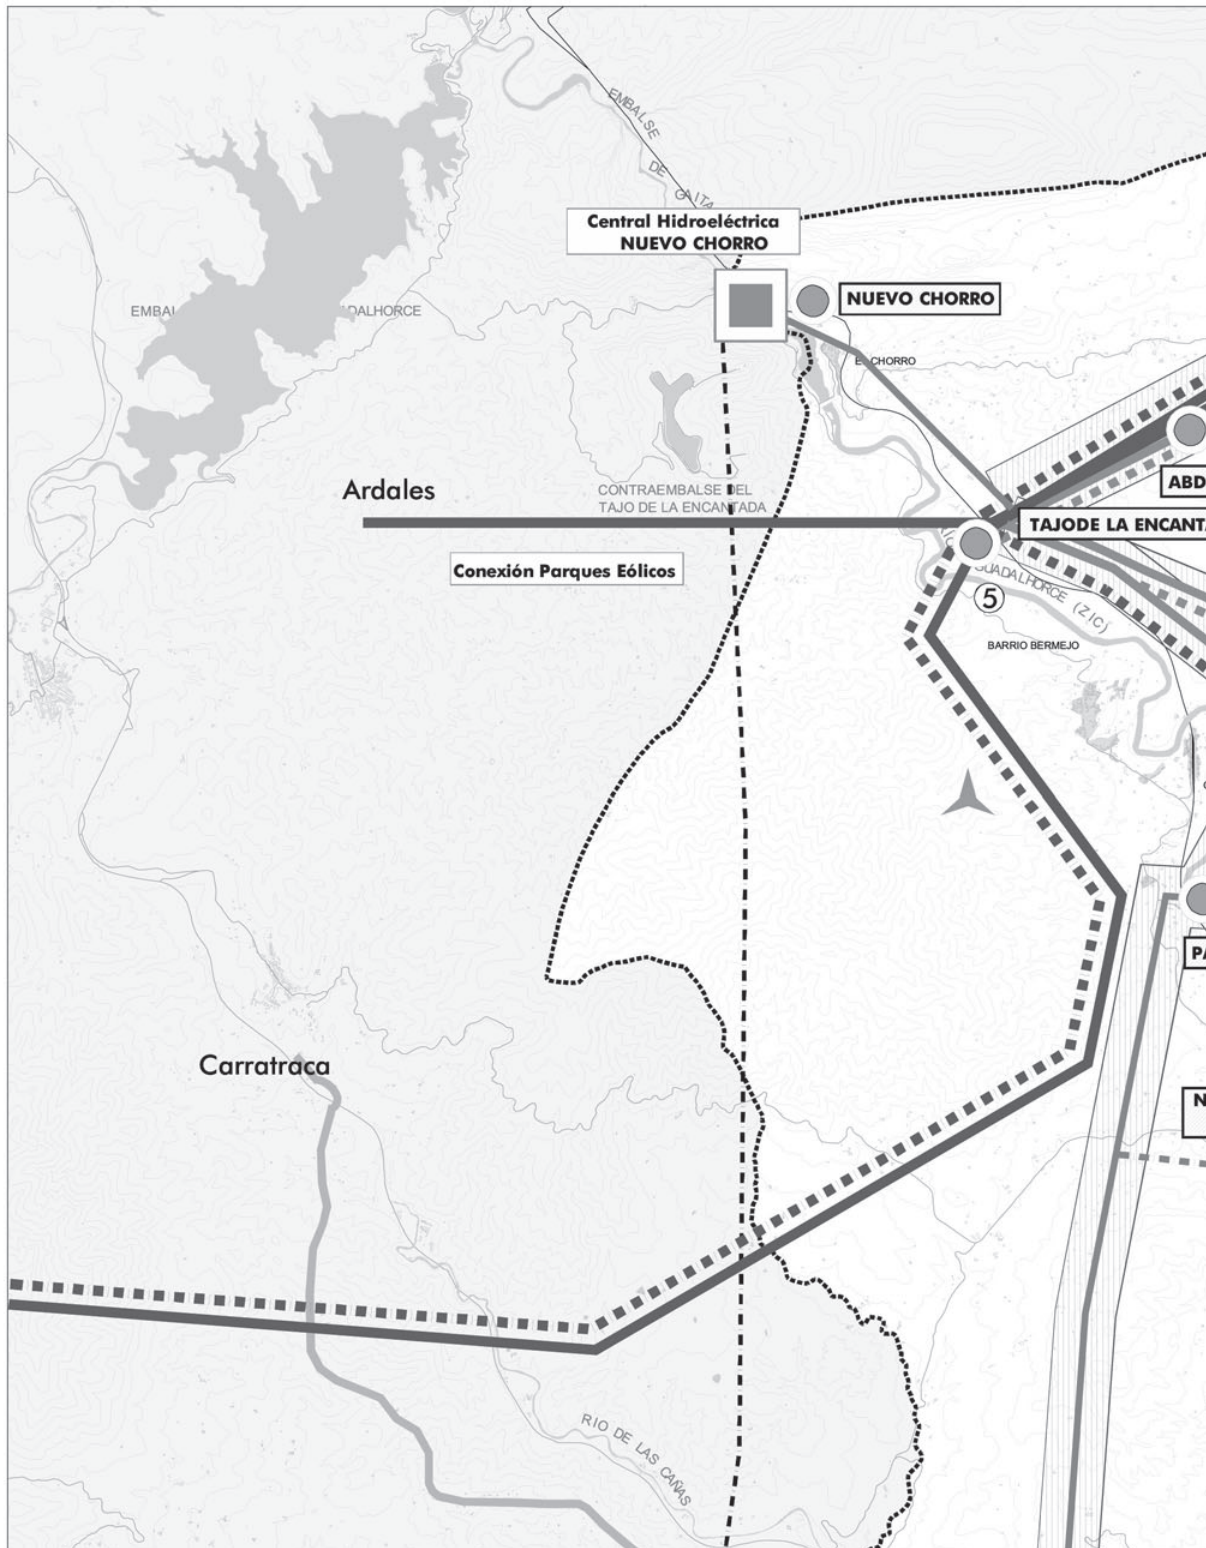 EMBALSE
DE GAITA
Central Hidroeléctrica
NUEVO CHORRO
NUEVO CHORRO
EMBAL
DALHORCE
EL CHORRO
Ardales
CONTRAEMBALSE DEL
TAJO DE LA ENCANTADA
ABD
TAJODE LA ENCANTA
Conexión Parques Eólicos
GUADALHORCE (ZIC)
5
BARRIO BERMEJO
PA
Carratraca
N
RIO DE LAS CAÑAS